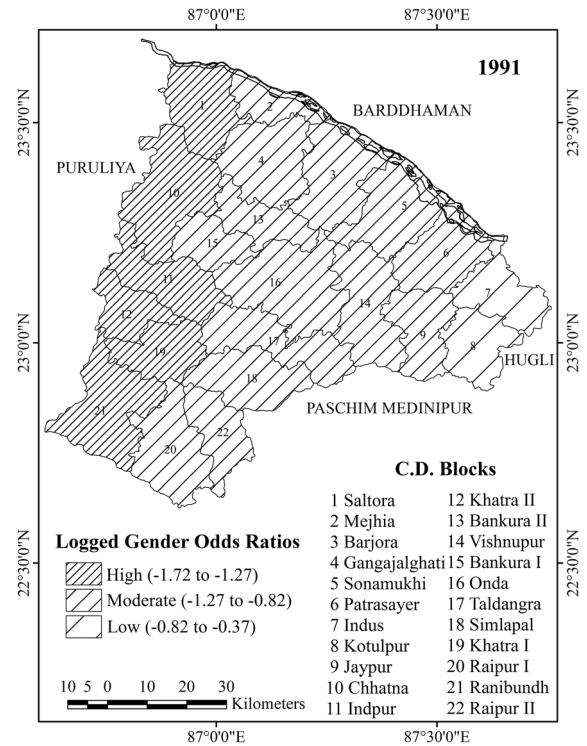 87°0'0"E 87°30'0"E
1991
BARDDHAMAN
PURULIYA
HUGLI
PASCHIM MEDINIPUR
23°30'0"N 23°30'0"N
23°0'0"N 23°0'0"N
22°30'0"N 22°30'0"N
1
2
4
3
10
5
13
15
6
11
16
7
12
14
17
9
19
8
18
21
22
20
C.D. Blocks
1 Saltora 12 Khatra II
2 Mejhia 13 Bankura II
3 Barjora 14 Vishnupur
4 Gangajalghati 15 Bankura I
5 Sonamukhi 16 Onda
6 Patrasayer 17 Taldangra
7 Indus 18 Simlapal
8 Kotulpur 19 Khatra I
9 Jaypur 20 Raipur I
10 Chhatna 21 Ranibundh
11 Indpur 22 Raipur II
Logged Gender Odds Ratios
High (-1.72 to -1.27)
Moderate (-1.27 to -0.82)
Low (-0.82 to -0.37)
10 5 0 10 20 30
Kilometers
87°0'0"E 87°30'0"E